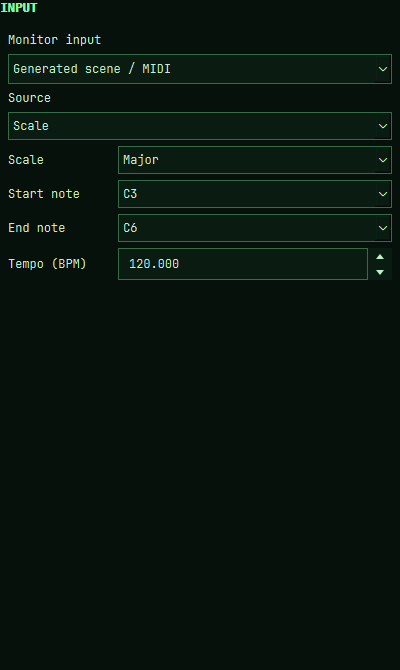 INPUT
Monitor input
Generated scene / MIDI
Source
Scale
Scale Major
Start note C3
End note C6
Tempo (BPM) 120.000